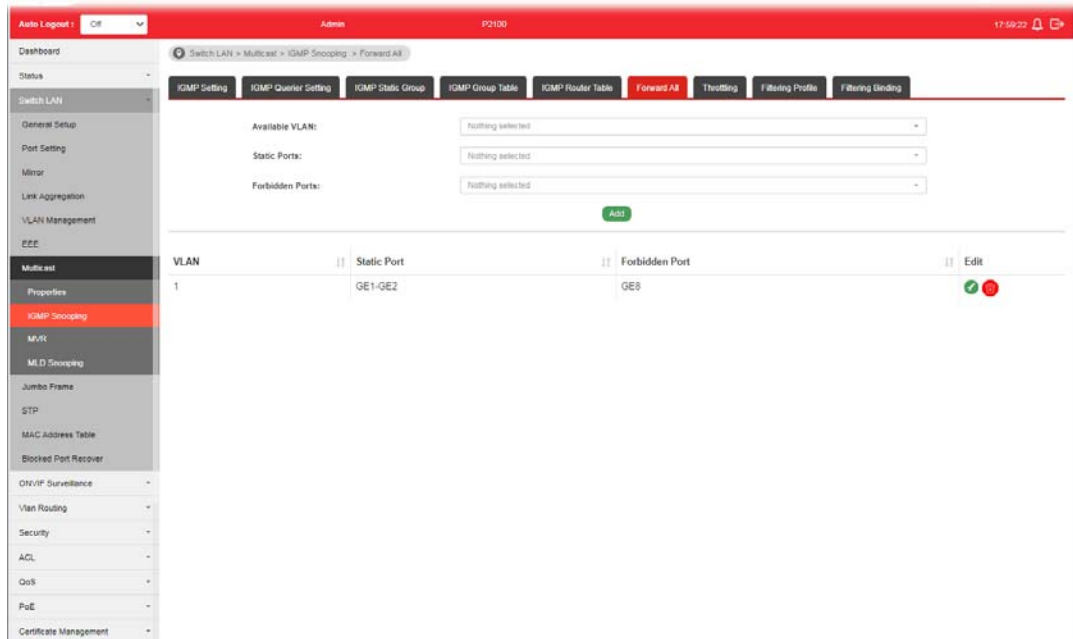 Auto Logout : Off Admin P2100 17:59:22
Dashboard
Switch LAN > Multicast > IGMP Snooping > Forward All
Status
IGMP Setting IGMP Querier Setting IGMP Static Group IGMP Group Table IGMP Router Table Forward All Throttling Filtering Profile Filtering Binding
Switch LAN
General Setup
Available VLAN: Nothing selected
Port Setting
Static Ports: Nothing selected
Mirror
Forbidden Ports: Nothing selected
Link Aggregation
Add
VLAN Management
EEE
VLAN Static Port Forbidden Port Edit
Multicast
1 GE1-GE2 GE8
Properties
IGMP Snooping
MVR
MLD Snooping
Jumbo Frame
STP
MAC Address Table
Blocked Port Recover
ONVIF Surveillance
Vlan Routing
Security
ACL
QoS
PoE
Certificate Management